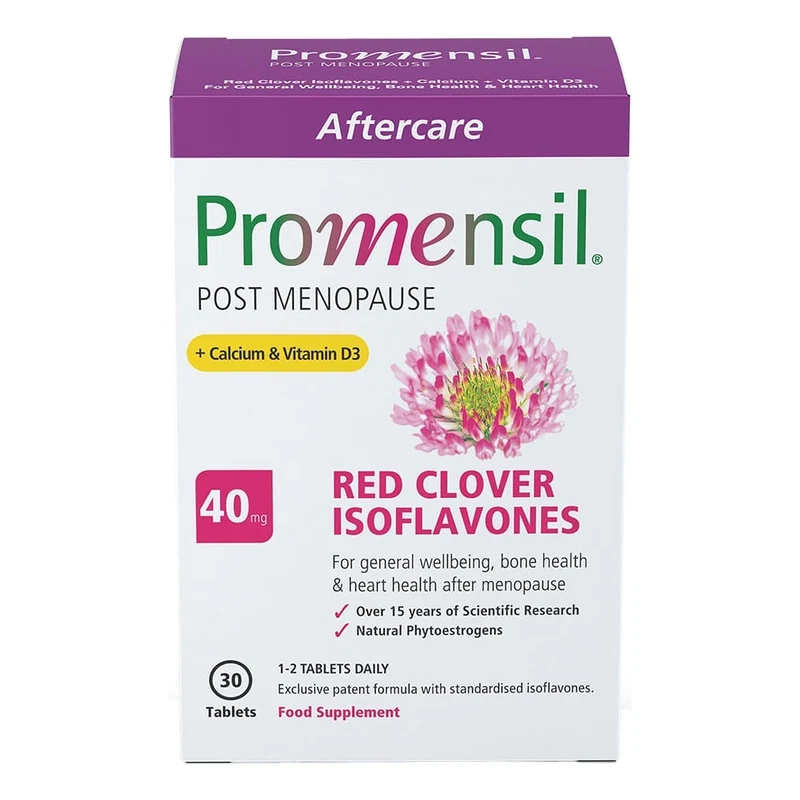 Promensil®
POST MENOPAUSE
Red Clover Isoflavones + Calcium + Vitamin D3
For General Wellbeing, Bone Health & Heart Health
Aftercare
Promensil®
POST MENOPAUSE
+ Calcium & Vitamin D3
40mg
RED CLOVER
ISOFLAVONES
For general wellbeing, bone health
& heart health after menopause
✓ Over 15 years of Scientific Research
✓ Natural Phytoestrogens
30
Tablets
1-2 TABLETS DAILY
Exclusive patent formula with standardised isoflavones.
Food Supplement